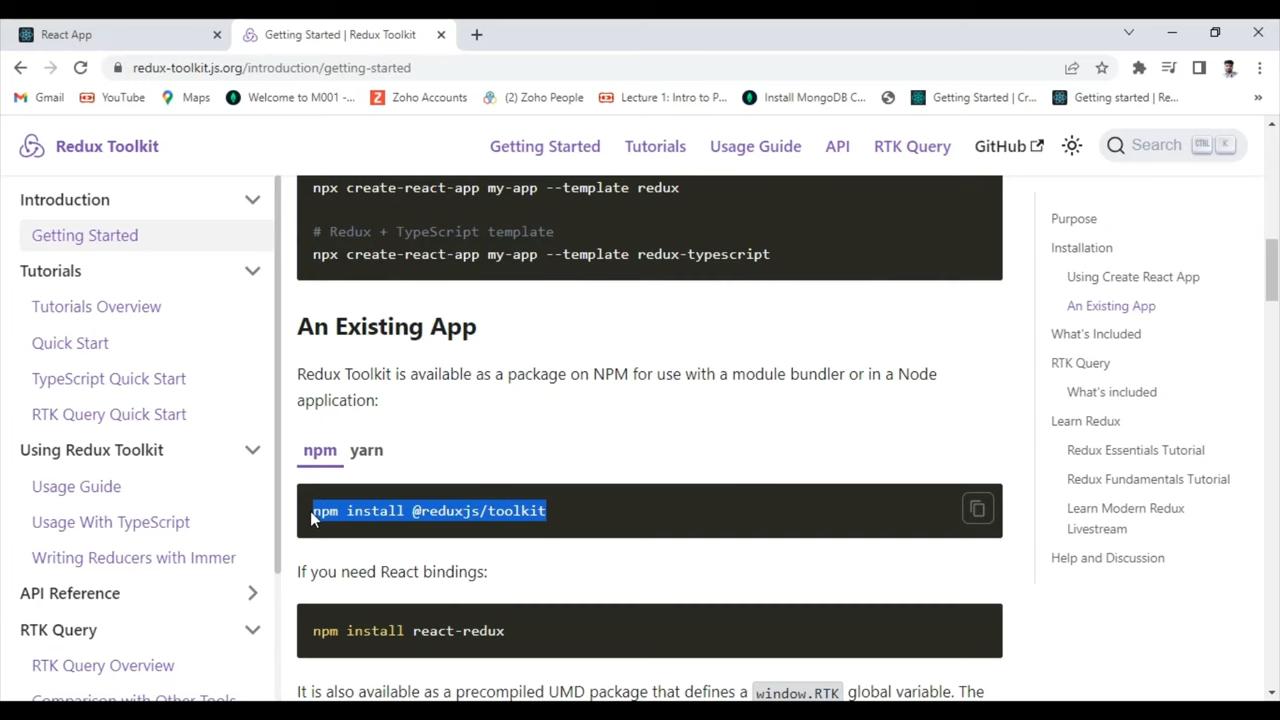 React App
Getting Started | Redux Toolkit
redux-toolkit.js.org/introduction/getting-started
Gmail YouTube Maps Welcome to M001 -... Zoho Accounts (2) Zoho People Lecture 1: Intro to P... Install MongoDB C... Getting Started | Cr... Getting started | Re... »
Redux Toolkit
Getting Started Tutorials Usage Guide API RTK Query GitHub Search CTRL K
Introduction
Getting Started
Tutorials
Tutorials Overview
Quick Start
TypeScript Quick Start
RTK Query Quick Start
Using Redux Toolkit
Usage Guide
Usage With TypeScript
Writing Reducers with Immer
API Reference
RTK Query
RTK Query Overview
Comparison with Other Tools
npx create-react-app my-app --template redux
# Redux + TypeScript template
npx create-react-app my-app --template redux-typescript
An Existing App
Redux Toolkit is available as a package on NPM for use with a module bundler or in a Node
application:
npm yarn
npm install @reduxjs/toolkit
If you need React bindings:
npm install react-redux
It is also available as a precompiled UMD package that defines a window.RTK global variable. The
Purpose
Installation
Using Create React App
An Existing App
What's Included
RTK Query
What's included
Learn Redux
Redux Essentials Tutorial
Redux Fundamentals Tutorial
Learn Modern Redux
Livestream
Help and Discussion